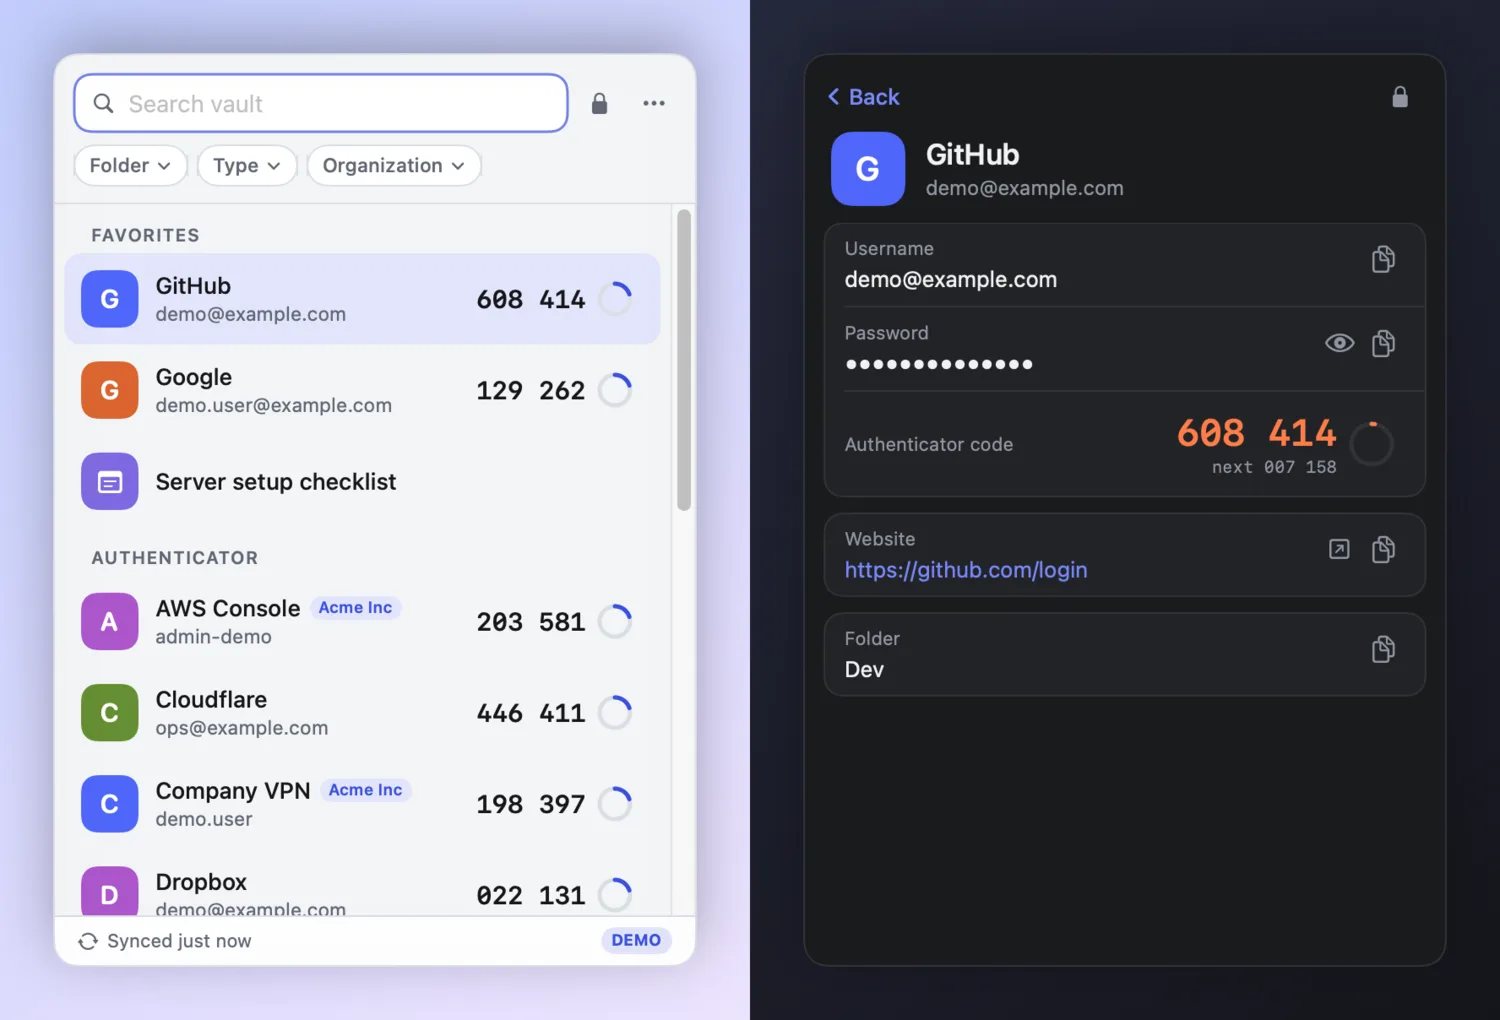 Search vault
Folder
Type
Organization
FAVORITES
G
GitHub
demo@example.com
608 414
G
Google
demo.user@example.com
129 262
Server setup checklist
AUTHENTICATOR
A
AWS Console
Acme Inc
admin-demo
203 581
C
Cloudflare
ops@example.com
446 411
C
Company VPN
Acme Inc
demo.user
198 397
D
Dropbox
demo@example.com
022 131
Synced just now
DEMO
Back
G
GitHub
demo@example.com
Username
demo@example.com
Password
●●●●●●●●●●●●●●
Authenticator code
608 414
next 007 158
Website
https://github.com/login
Folder
Dev